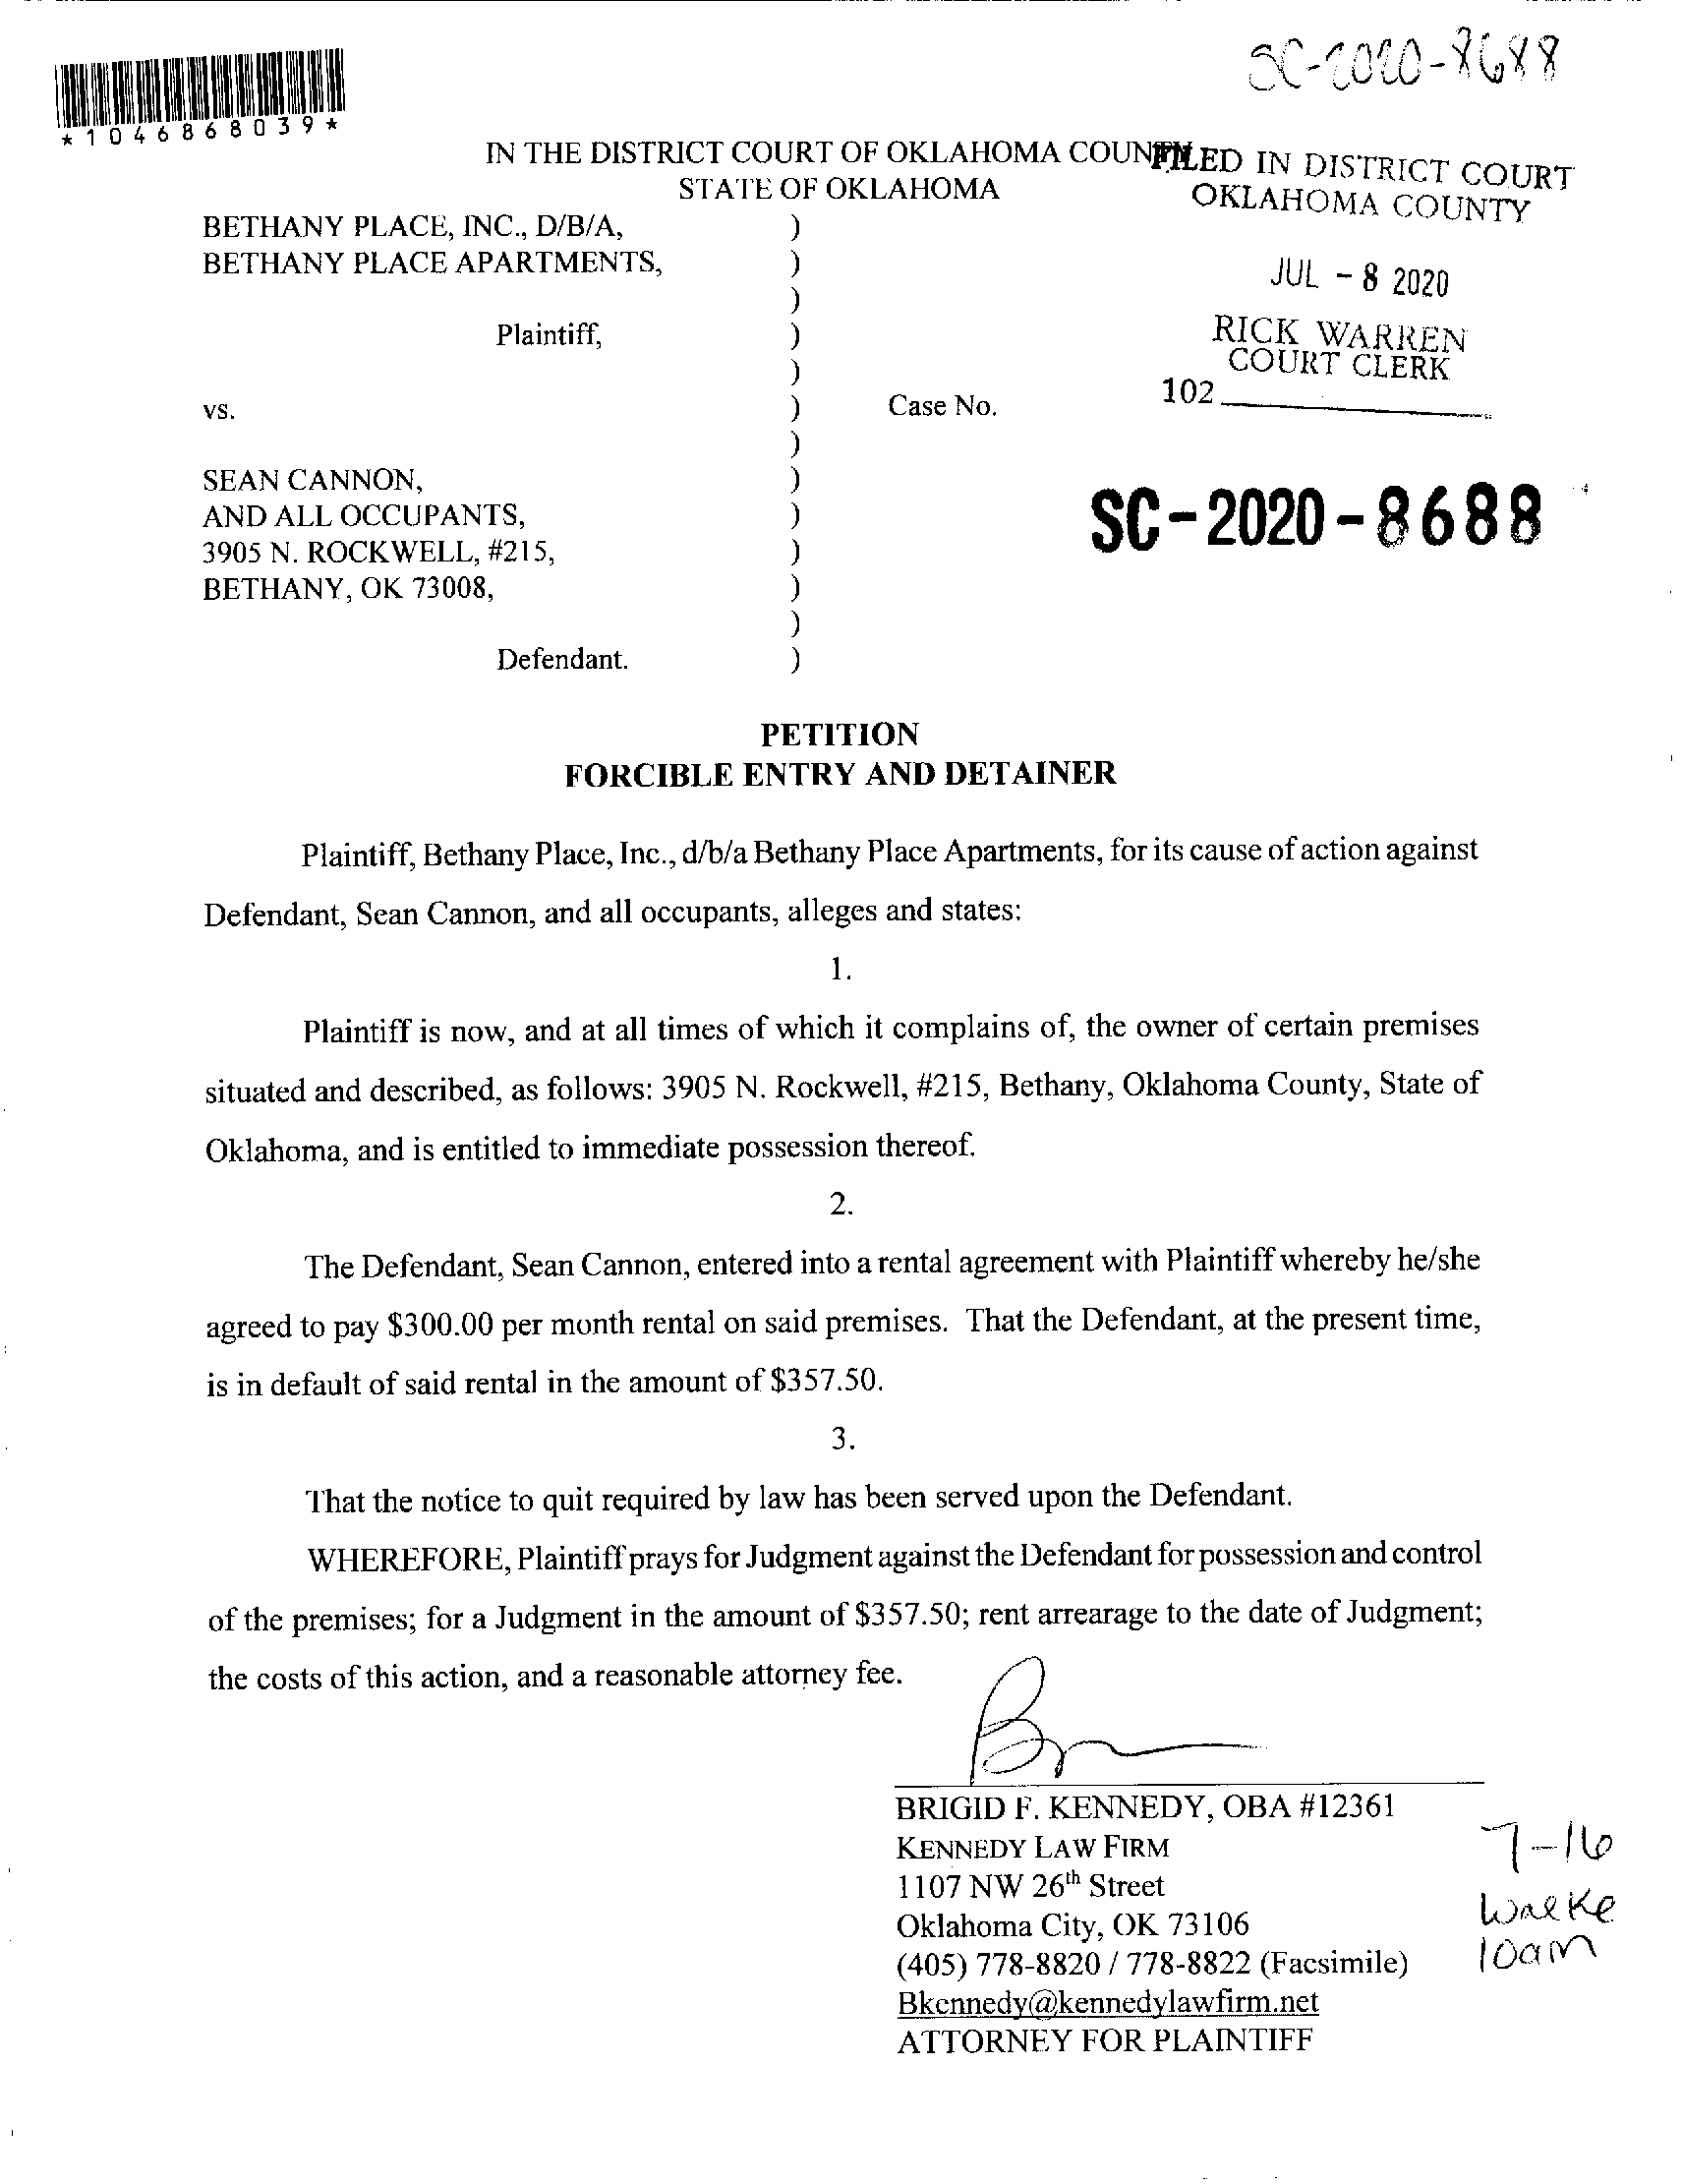 SC-2020-8688
*1046868039*
IN THE DISTRICT COURT OF OKLAHOMA COUNTY
STATE OF OKLAHOMA
FILED IN DISTRICT COURT
OKLAHOMA COUNTY
JUL - 8 2020
RICK WARREN
COURT CLERK
102
BETHANY PLACE, INC., D/B/A, )
BETHANY PLACE APARTMENTS, )
)
Plaintiff, )
)
vs. ) Case No.
)
SEAN CANNON, )
AND ALL OCCUPANTS, ) SC-2020-8688
3905 N. ROCKWELL, #215, )
BETHANY, OK 73008, )
)
Defendant. )
PETITION
FORCIBLE ENTRY AND DETAINER
Plaintiff, Bethany Place, Inc., d/b/a Bethany Place Apartments, for its cause of action against
Defendant, Sean Cannon, and all occupants, alleges and states:
1.
Plaintiff is now, and at all times of which it complains of, the owner of certain premises
situated and described, as follows: 3905 N. Rockwell, #215, Bethany, Oklahoma County, State of
Oklahoma, and is entitled to immediate possession thereof.
2.
The Defendant, Sean Cannon, entered into a rental agreement with Plaintiff whereby he/she
agreed to pay $300.00 per month rental on said premises. That the Defendant, at the present time,
is in default of said rental in the amount of $357.50.
3.
That the notice to quit required by law has been served upon the Defendant.
WHEREFORE, Plaintiff prays for Judgment against the Defendant for possession and control
of the premises; for a Judgment in the amount of $357.50; rent arrearage to the date of Judgment;
the costs of this action, and a reasonable attorney fee.
BRIGID F. KENNEDY, OBA #12361
KENNEDY LAW FIRM
1107 NW 26th Street
Oklahoma City, OK 73106
(405) 778-8820 / 778-8822 (Facsimile)
Bkennedy@kennedylawfirm.net
ATTORNEY FOR PLAINTIFF
7-16
Walke
10am